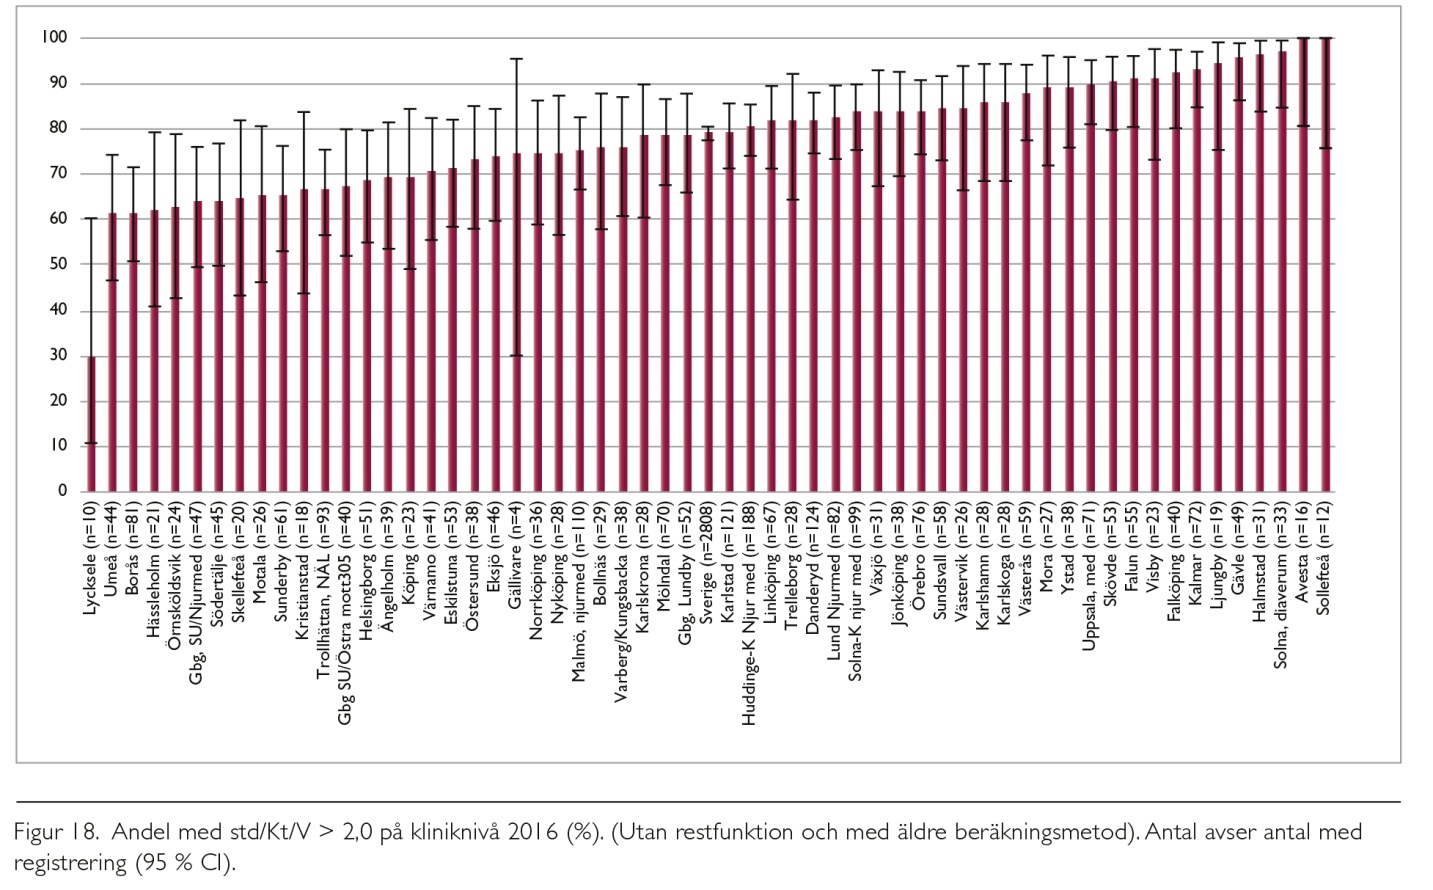 100
90
80
70
60
50
40
30
20
10
0
Lycksele (n=10)
Umeå (n=44)
Borås (n=81)
Hässleholm (n=21)
Örnsköldsvik (n=24)
Gbg, SU/Njurmed (n=47)
Södertälje (n=45)
Skellefteå (n=20)
Motala (n=26)
Sunderby (n=61)
Kristianstad (n=18)
Trollhättan, NÄL (n=93)
Gbg SU/Östra mot305 (n=40)
Helsingborg (n=51)
Ängelholm (n=39)
Köping (n=23)
Värnamo (n=41)
Eskilstuna (n=53)
Östersund (n=38)
Eksjö (n=46)
Gällivare (n=4)
Norrköping (n=36)
Nyköping (n=28)
Malmö, njurmed (n=110)
Bollnäs (n=29)
Varberg/Kungsbacka (n=38)
Karlskrona (n=28)
Mölndal (n=70)
Gbg, Lundby (n=52)
Sverige (n=2808)
Karlstad (n=121)
Huddinge-K Njur med (n=188)
Linköping (n=67)
Trelleborg (n=28)
Danderyd (n=124)
Lund Njurmed (n=82)
Solna-K njur med (n=99)
Växjö (n=31)
Jönköping (n=38)
Örebro (n=76)
Sundsvall (n=58)
Västervik (n=26)
Karlshamn (n=28)
Karlskoga (n=28)
Västerås (n=59)
Mora (n=27)
Ystad (n=38)
Uppsala, med (n=71)
Skövde (n=53)
Falun (n=55)
Visby (n=23)
Falköping (n=40)
Kalmar (n=72)
Ljungby (n=19)
Gävle (n=49)
Halmstad (n=31)
Solna, diaverum (n=33)
Avesta (n=16)
Sollefteå (n=12)
Figur 18. Andel med std/Kt/V > 2,0 på kliniknivå 2016 (%). (Utan restfunktion och med äldre beräkningsmetod). Antal avser antal med
registrering (95 % CI).